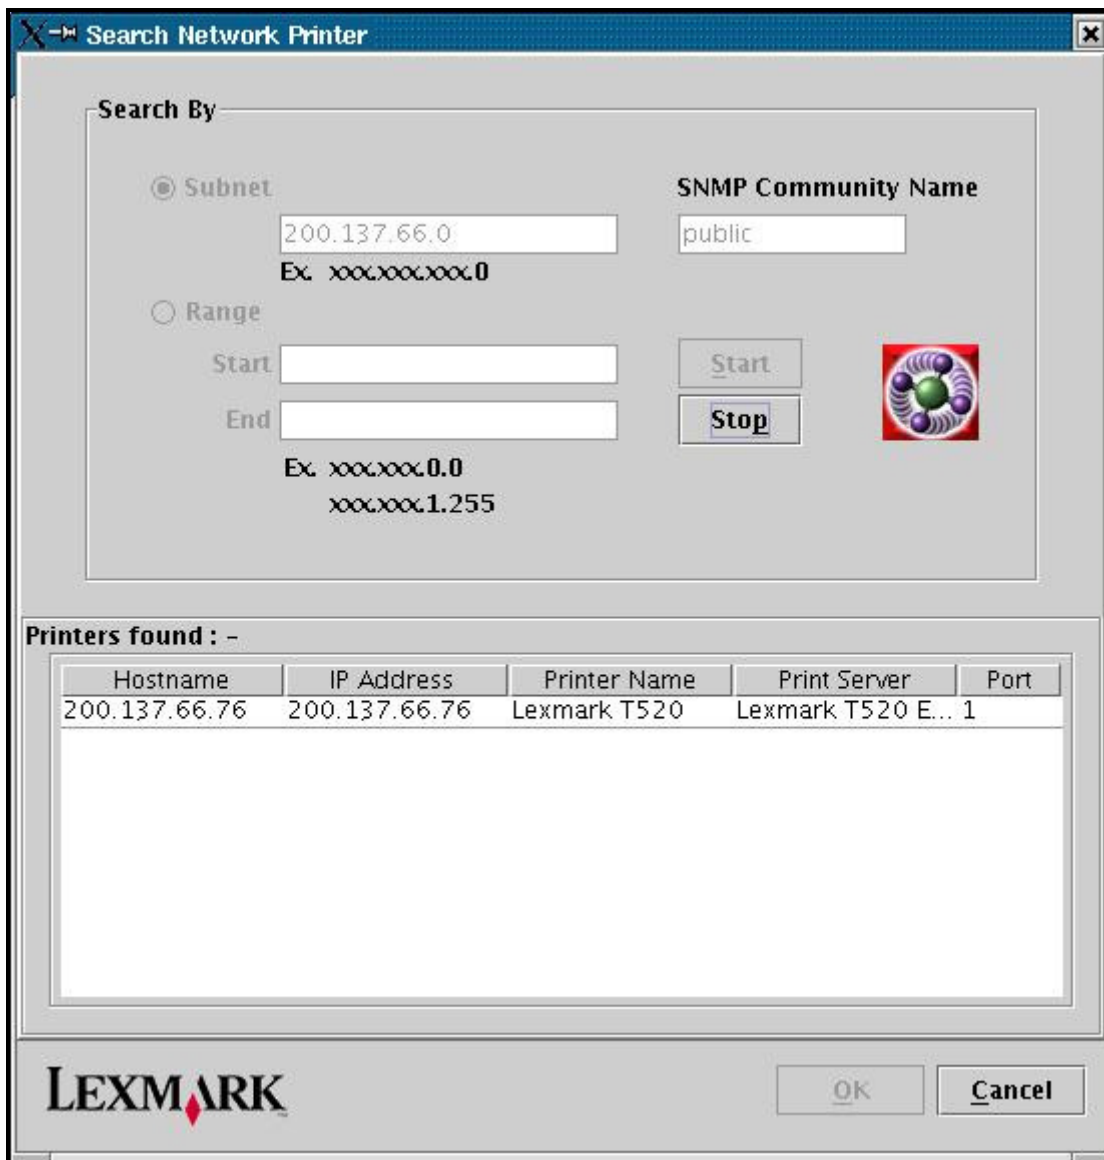 Search Network Printer
Search By
Subnet
SNMP Community Name
200.137.66.0
public
Ex. xxx.xxx.xxx.0
Range
Start
Start
End
Stop
Ex. xxx.xxx.0.0
xxx.xxx.1.255
Printers found : -
Hostname IP Address Printer Name Print Server Port
200.137.66.76 200.137.66.76 Lexmark T520 Lexmark T520 E... 1
LEXMARK
OK
Cancel